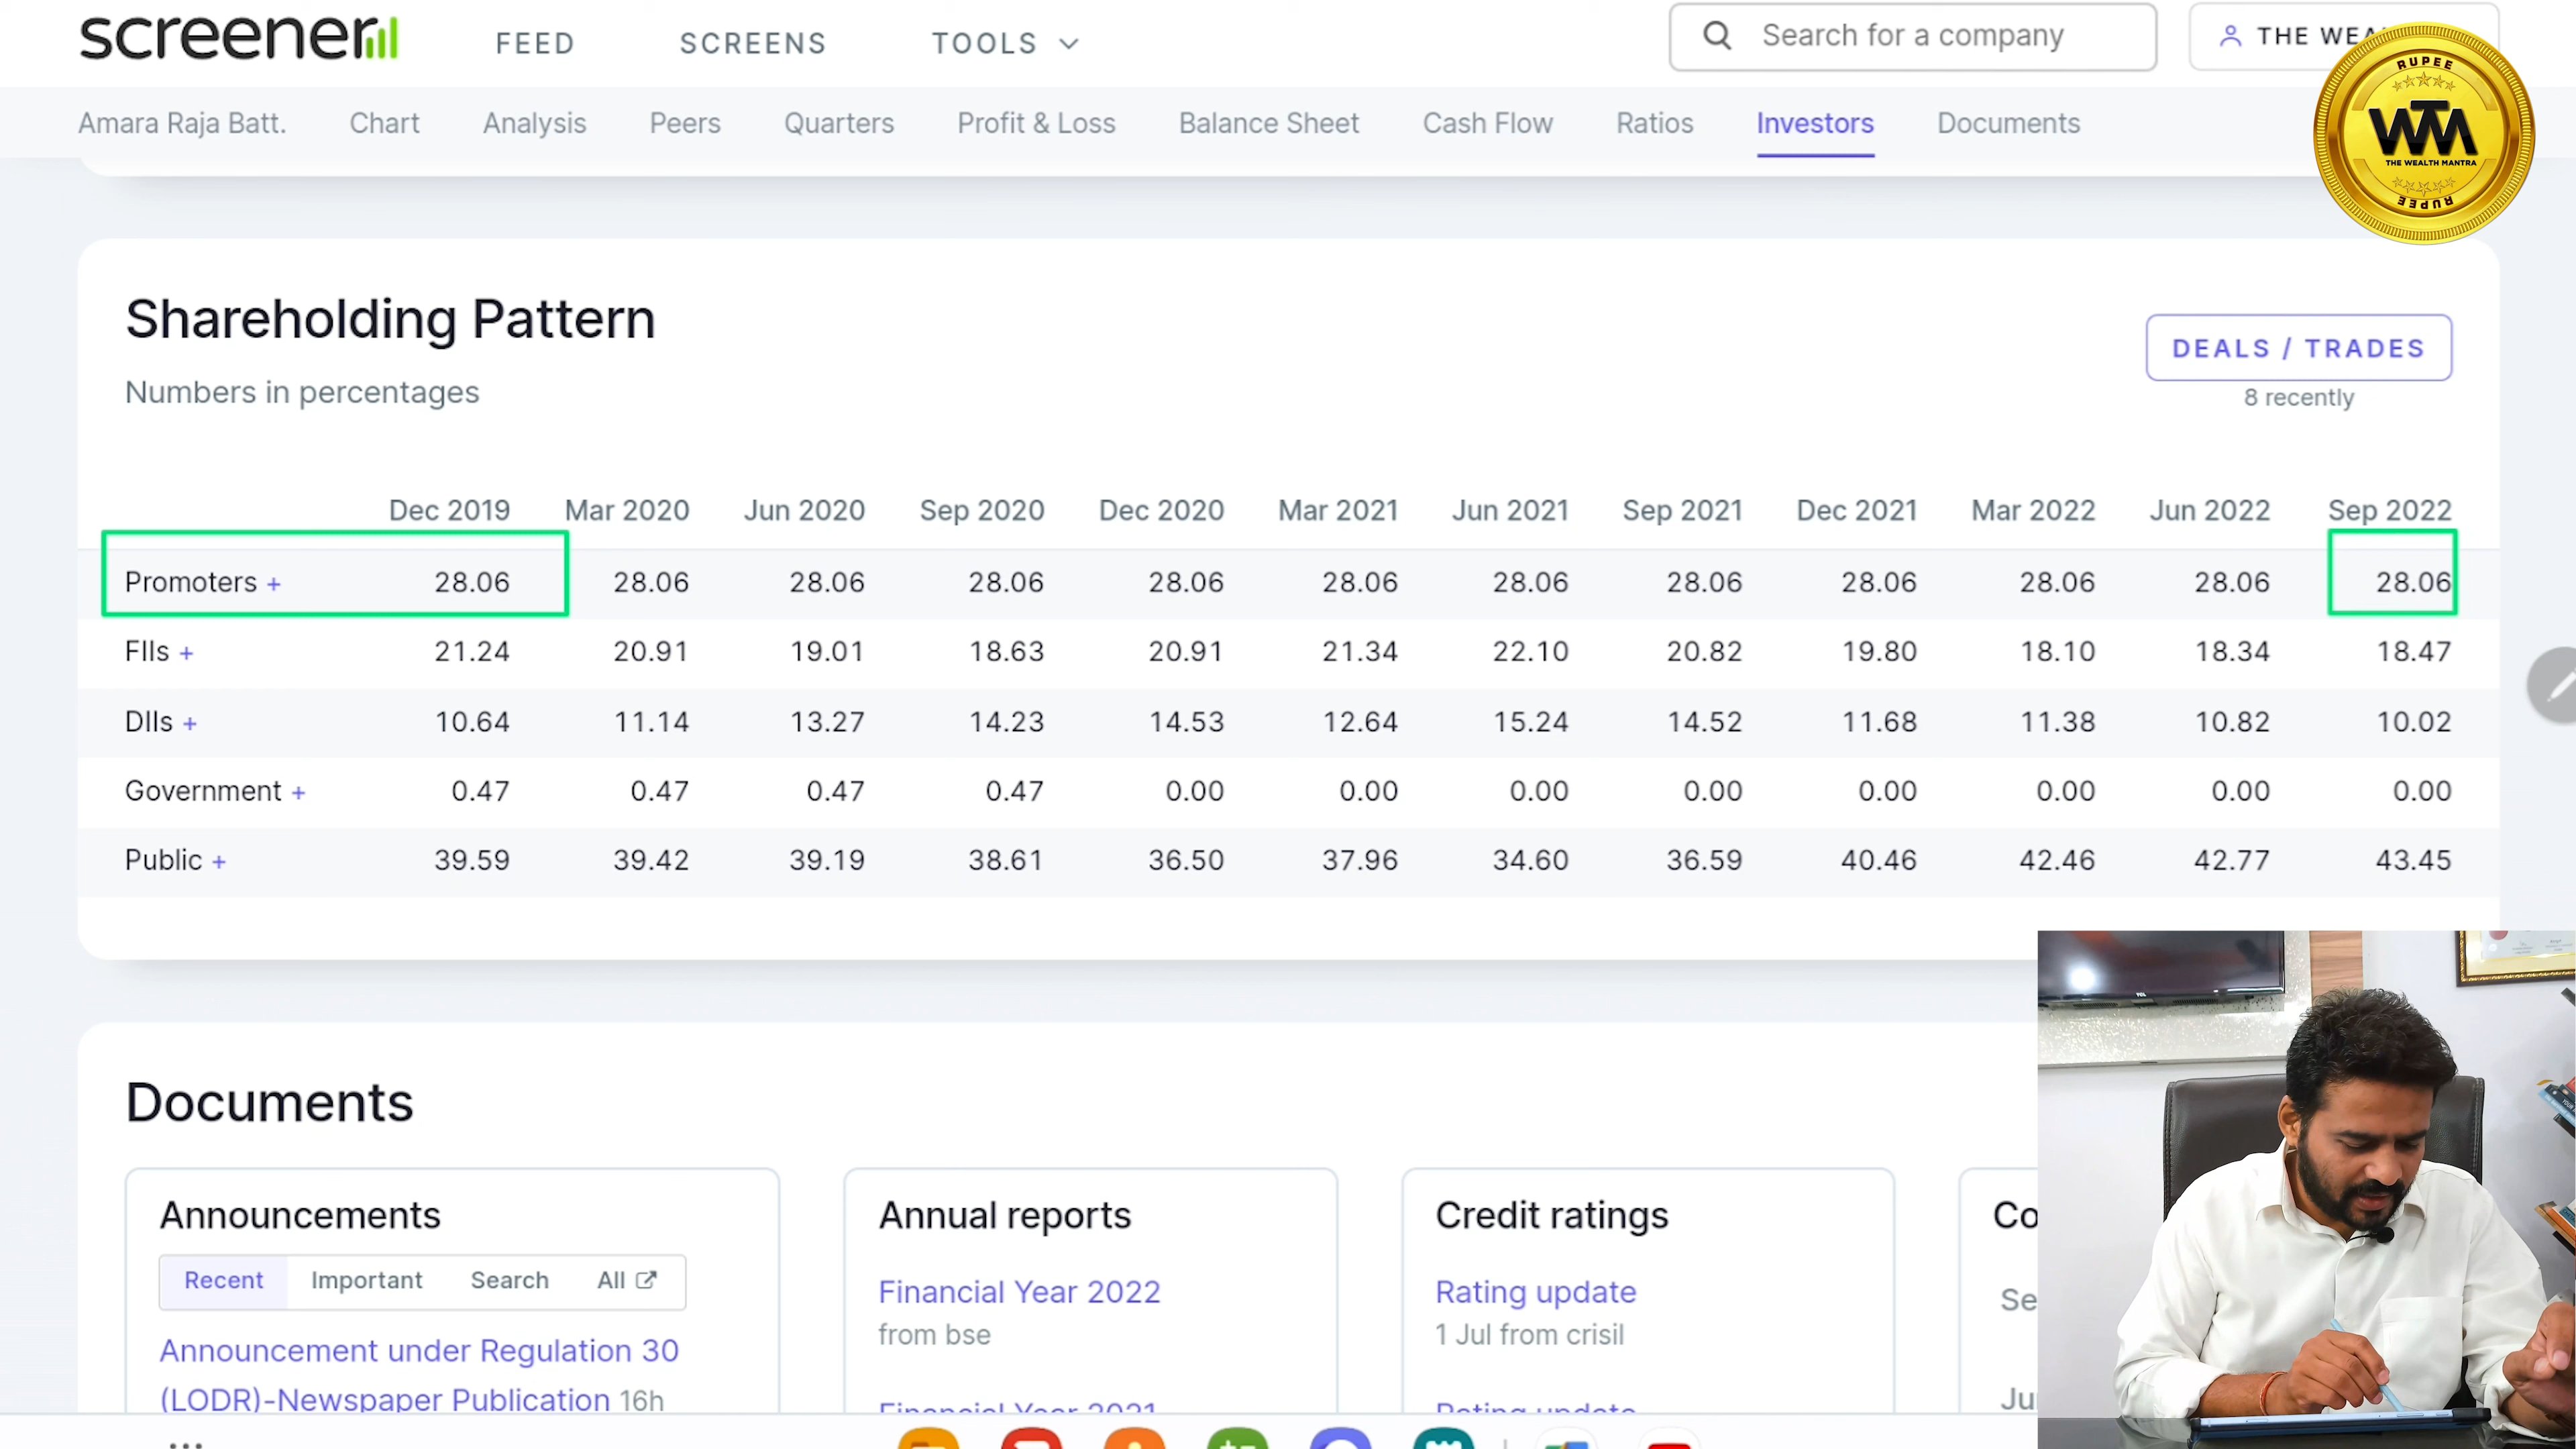 screener FEED SCREENS TOOLS Search for a company THE WEA
RUPEE
WTM
THE WEALTH MANTRA
RUPEE
Amara Raja Batt. Chart Analysis Peers Quarters Profit & Loss Balance Sheet Cash Flow Ratios Investors Documents
Shareholding Pattern
Numbers in percentages
DEALS / TRADES
8 recently
Dec 2019 Mar 2020 Jun 2020 Sep 2020 Dec 2020 Mar 2021 Jun 2021 Sep 2021 Dec 2021 Mar 2022 Jun 2022 Sep 2022
Promoters + 28.06 28.06 28.06 28.06 28.06 28.06 28.06 28.06 28.06 28.06 28.06 28.06
FIIs + 21.24 20.91 19.01 18.63 20.91 21.34 22.10 20.82 19.80 18.10 18.34 18.47
DIIs + 10.64 11.14 13.27 14.23 14.53 12.64 15.24 14.52 11.68 11.38 10.82 10.02
Government + 0.47 0.47 0.47 0.47 0.00 0.00 0.00 0.00 0.00 0.00 0.00 0.00
Public + 39.59 39.42 39.19 38.61 36.50 37.96 34.60 36.59 40.46 42.46 42.77 43.45
Documents
Announcements
Recent Important Search All
Announcement under Regulation 30
(LODR)-Newspaper Publication 16h
Annual reports
Financial Year 2022
from bse
Financial Year 2021
Credit ratings
Rating update
1 Jul from crisil
Rating update
Co
Se
Ju